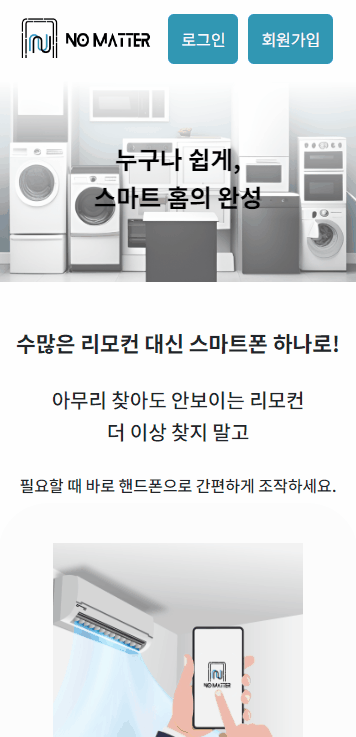 NO MATTER
로그인
회원가입
누구나 쉽게,
스마트 홈의 완성
수많은 리모컨 대신 스마트폰 하나로!
아무리 찾아도 안보이는 리모컨
더 이상 찾지 말고
필요할 때 바로 핸드폰으로 간편하게 조작하세요.
NO MATTER